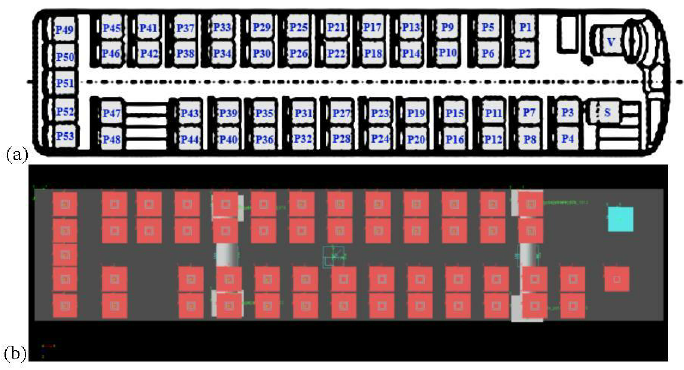 P49 P45 P41 P37 P33 P29 P25 P21 P17 P13 P9 P5 P1
P50 P46 P42 P38 P34 P30 P26 P22 P18 P14 P10 P6 P2 V
P51
P52 P47 P43 P39 P35 P31 P27 P23 P19 P15 P11 P7 P3 S
P53 P48 P44 P40 P36 P32 P28 P24 P20 P16 P12 P8 P4
(a)
(b)